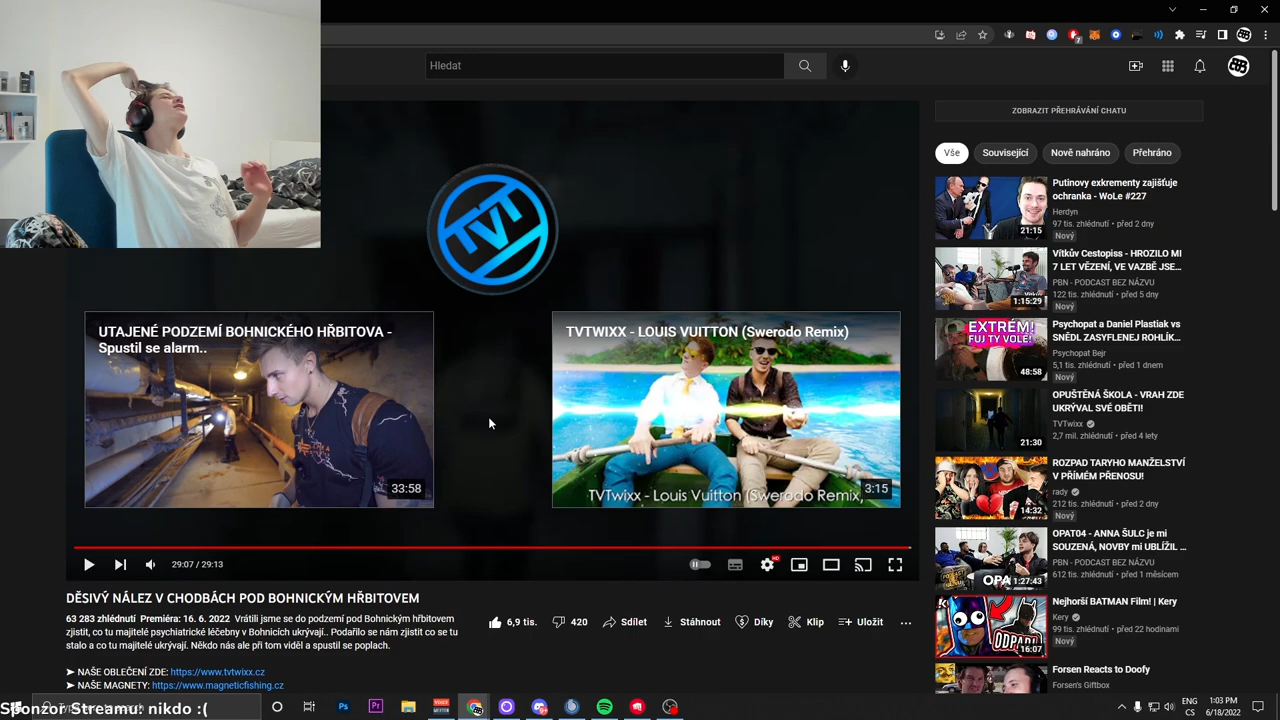 Hledat
TVT
UTAJENÉ PODZEMÍ BOHNICKÉHO HŘBITOVA -
Spustil se alarm..
33:58
TVTWIXX - LOUIS VUITTON (Swerodo Remix)
TVTwixx - Louis Vuitton (Swerodo Remix,
3:15
29:07 / 29:13
HD
DĚSIVÝ NÁLEZ V CHODBÁCH POD BOHNICKÝM HŘBITOVEM
63 283 zhlédnutí Premiéra: 16. 6. 2022 Vrátili jsme se do podzemí pod Bohnickým hřbitovem
zjistit, co tu majitelé psychiatrické léčebny v Bohnicích ukrývají.. Podařilo se nám zjistit co se tu
stalo a co tu majitelé ukrývají. Někdo nás ale při tom viděl a spustil se poplach.
6,9 tis.
420
Sdílet
Stáhnout
Díky
Klip
Uložit
➤ NAŠE OBLEČENÍ ZDE: https://www.tvtwixx.cz
➤ NAŠE MAGNETY: https://www.magneticfishing.cz
ZOBRAZIT PŘEHRÁVÁNÍ CHATU
Vše
Související
Nově nahráno
Přehráno
21:15
Putinovy exkrementy zajišťuje
ochranka - WoLe #227
Herdyn
97 tis. zhlédnutí • před 2 dny
Nový
1:15:29
Vítkův Cestopiss - HROZILO MI
7 LET VĚZENÍ, VE VAZBĚ JSE...
PBN - PODCAST BEZ NÁZVU
122 tis. zhlédnutí • před 5 dny
Nový
EXTRÉM!
FUJ TY VOLE!
48:58
Psychopat a Daniel Plastiak vs
SNĚDL ZASYFLENEJ ROHLÍK...
Psychopat Bejr
5,1 tis. zhlédnutí • před 1 dnem
Nový
21:30
OPUŠTĚNÁ ŠKOLA - VRAH ZDE
UKRÝVAL SVÉ OBĚTI!
TVTwixx
2,7 mil. zhlédnutí • před 4 lety
14:32
ROZPAD TARYHO MANŽELSTVÍ
V PŘÍMÉM PŘENOSU!
rady
212 tis. zhlédnutí • před 2 dny
Nový
OPA
1:27:43
OPAT04 - ANNA ŠULC je mi
SOUZENÁ, NOVBY mi UBLÍŽIL ...
PBN - PODCAST BEZ NÁZVU
612 tis. zhlédnutí • před 1 měsícem
ODPAD!
16:07
Nejhorší BATMAN Film! | Kery
Kery
99 tis. zhlédnutí • před 22 hodinami
Nový
Forsen Reacts to Doofy
Forsen's Giftbox
Sponzor Streamu: nikdo :(
ENG
CS
1:03 PM
6/18/2022